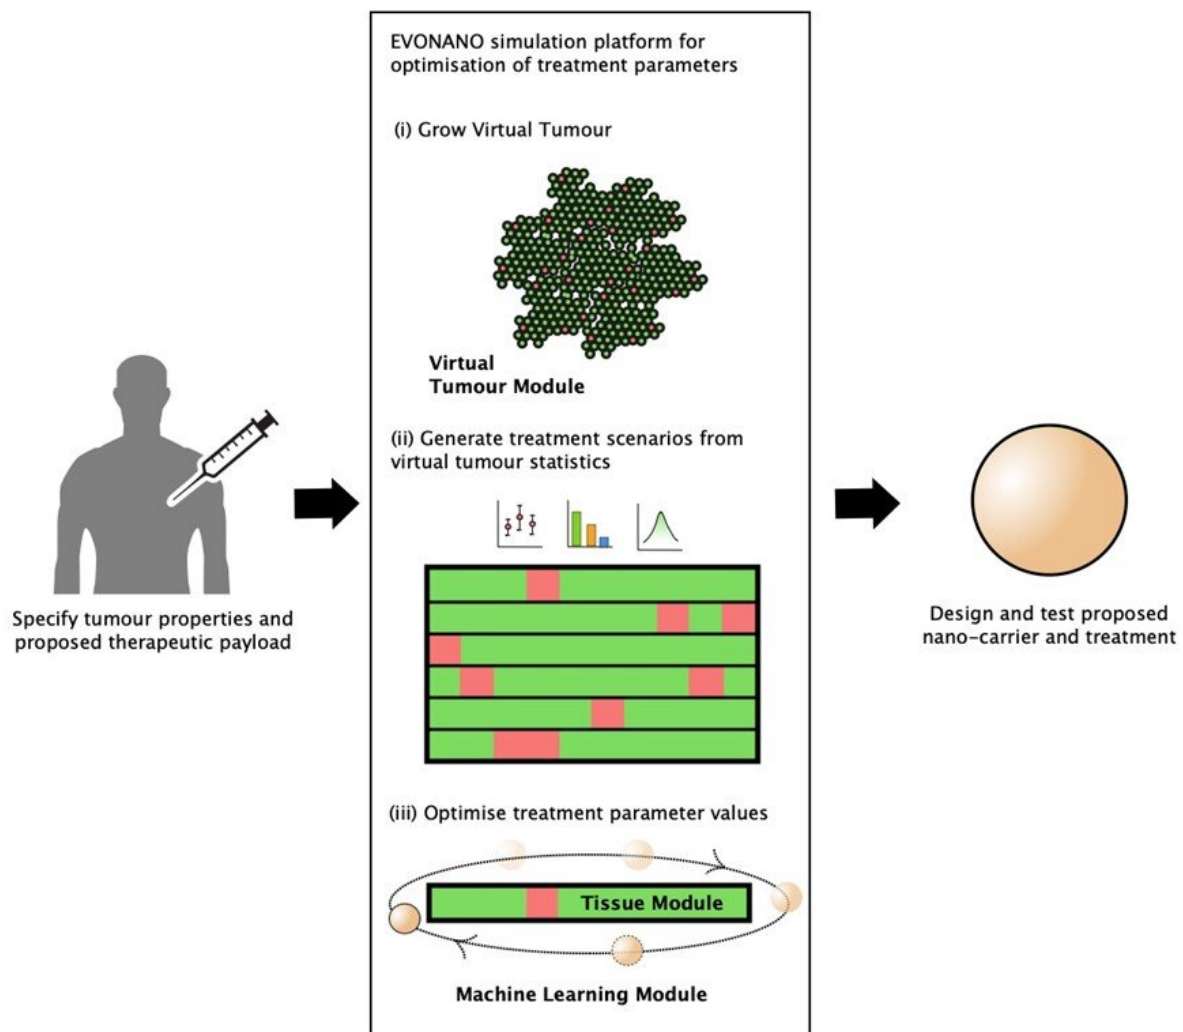 EVONANO simulation platform for
optimisation of treatment parameters
(i) Grow Virtual Tumour
Virtual
Tumour Module
(ii) Generate treatment scenarios from
virtual tumour statistics
Specify tumour properties and
proposed therapeutic payload
Design and test proposed
nano-carrier and treatment
(iii) Optimise treatment parameter values
Tissue Module
Machine Learning Module